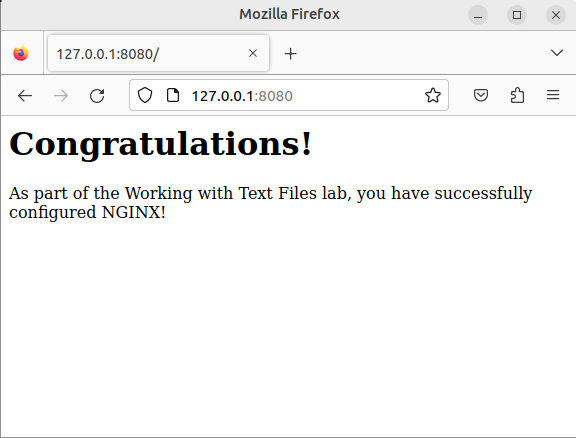 Mozilla Firefox
127.0.0.1:8080/
127.0.0.1:8080
Congratulations!
As part of the Working with Text Files lab, you have successfully
configured NGINX!